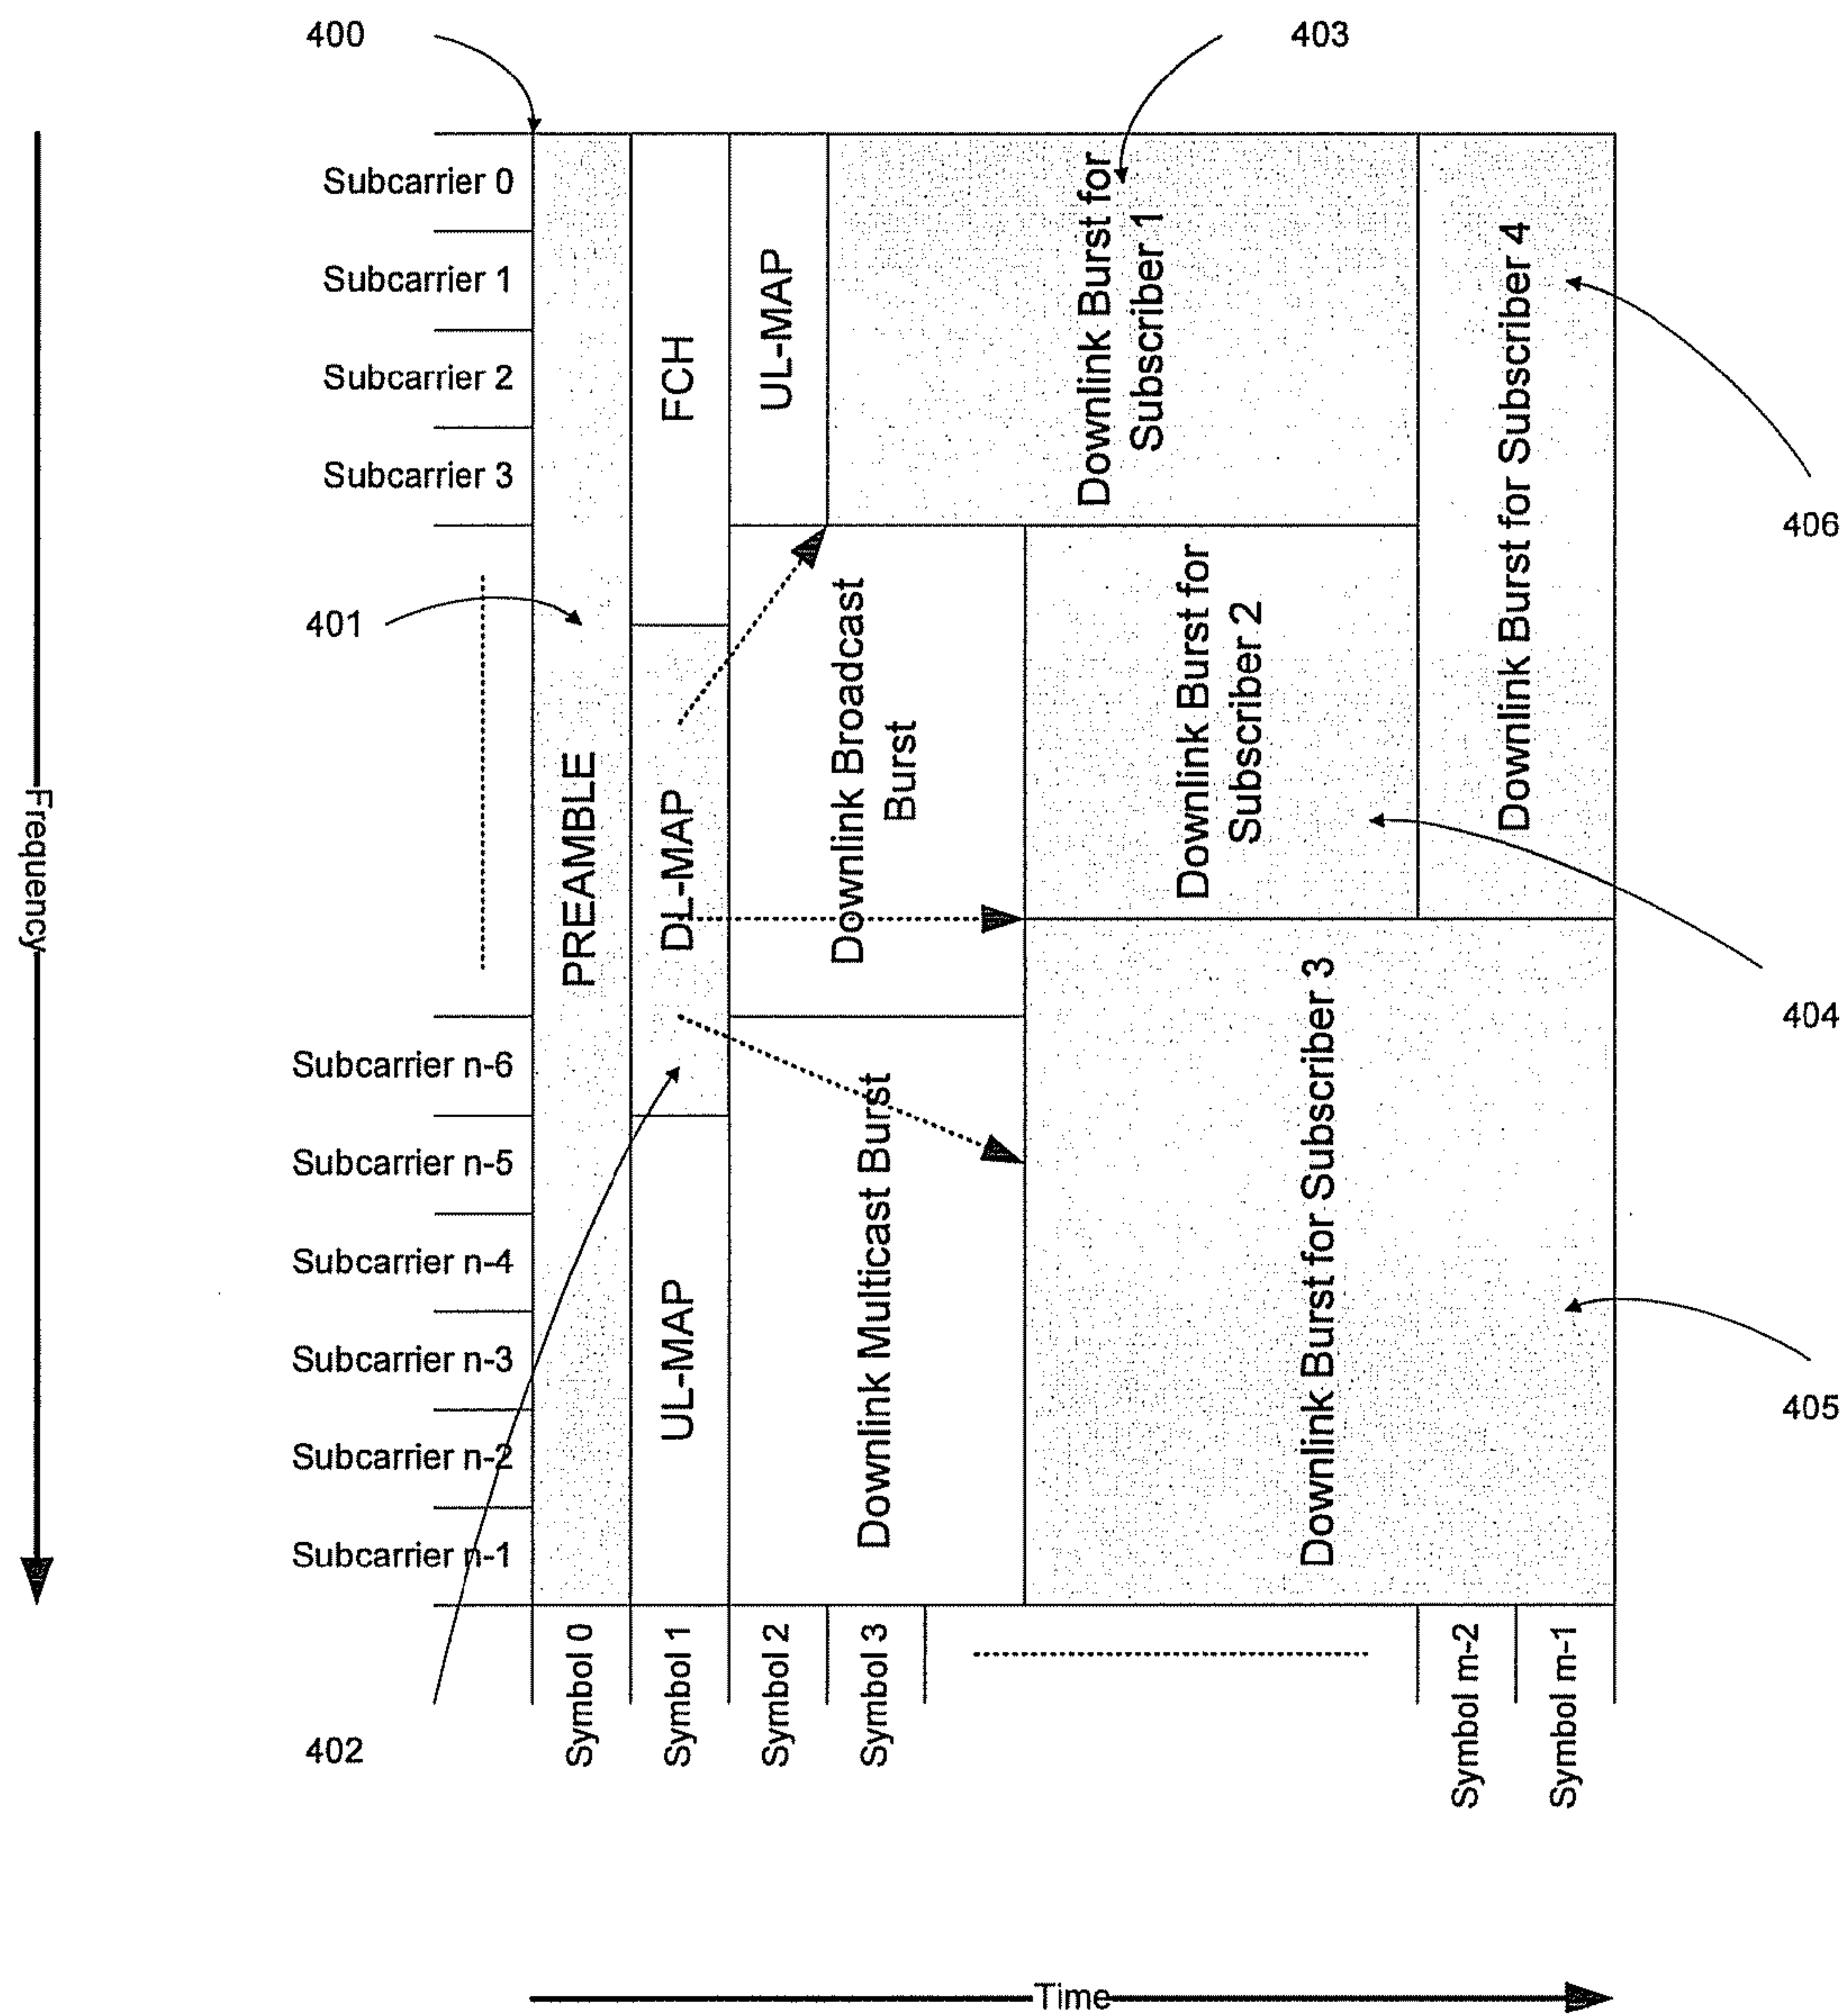 400
403
Subcarrier 0
Subcarrier 1
Subcarrier 2
Subcarrier 3
401
406
404
405
402
Subcarrier n-6
Subcarrier n-5
Subcarrier n-4
Subcarrier n-3
Subcarrier n-2
Subcarrier n-1
Frequency
PREAMBLE
FCH
DL-MAP
UL-MAP
UL-MAP
Downlink Broadcast
Burst
Downlink Multicast Burst
Downlink Burst for
Subscriber 1
Downlink Burst for
Subscriber 2
Downlink Burst for Subscriber 3
Downlink Burst for Subscriber 4
Symbol 0
Symbol 1
Symbol 2
Symbol 3
Symbol m-2
Symbol m-1
Time